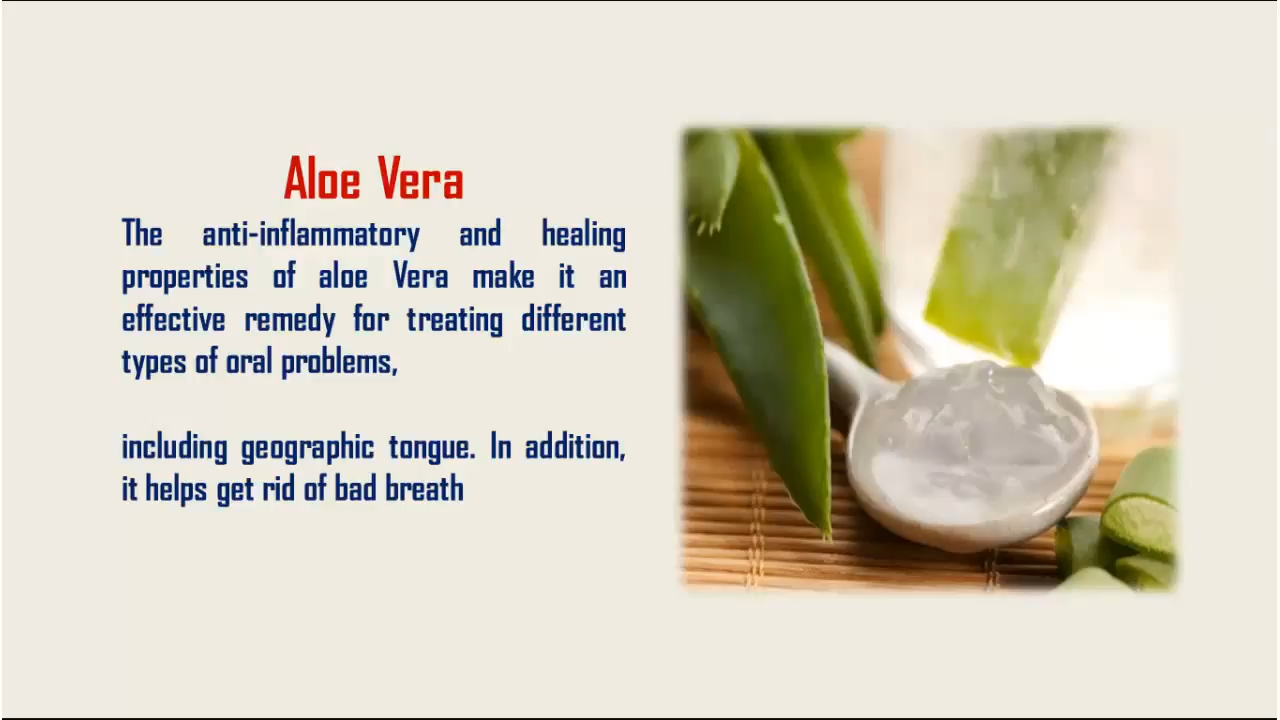 Aloe Vera
The anti-inflammatory and healing
properties of aloe Vera make it an
effective remedy for treating different
types of oral problems,
including geographic tongue. In addition,
it helps get rid of bad breath